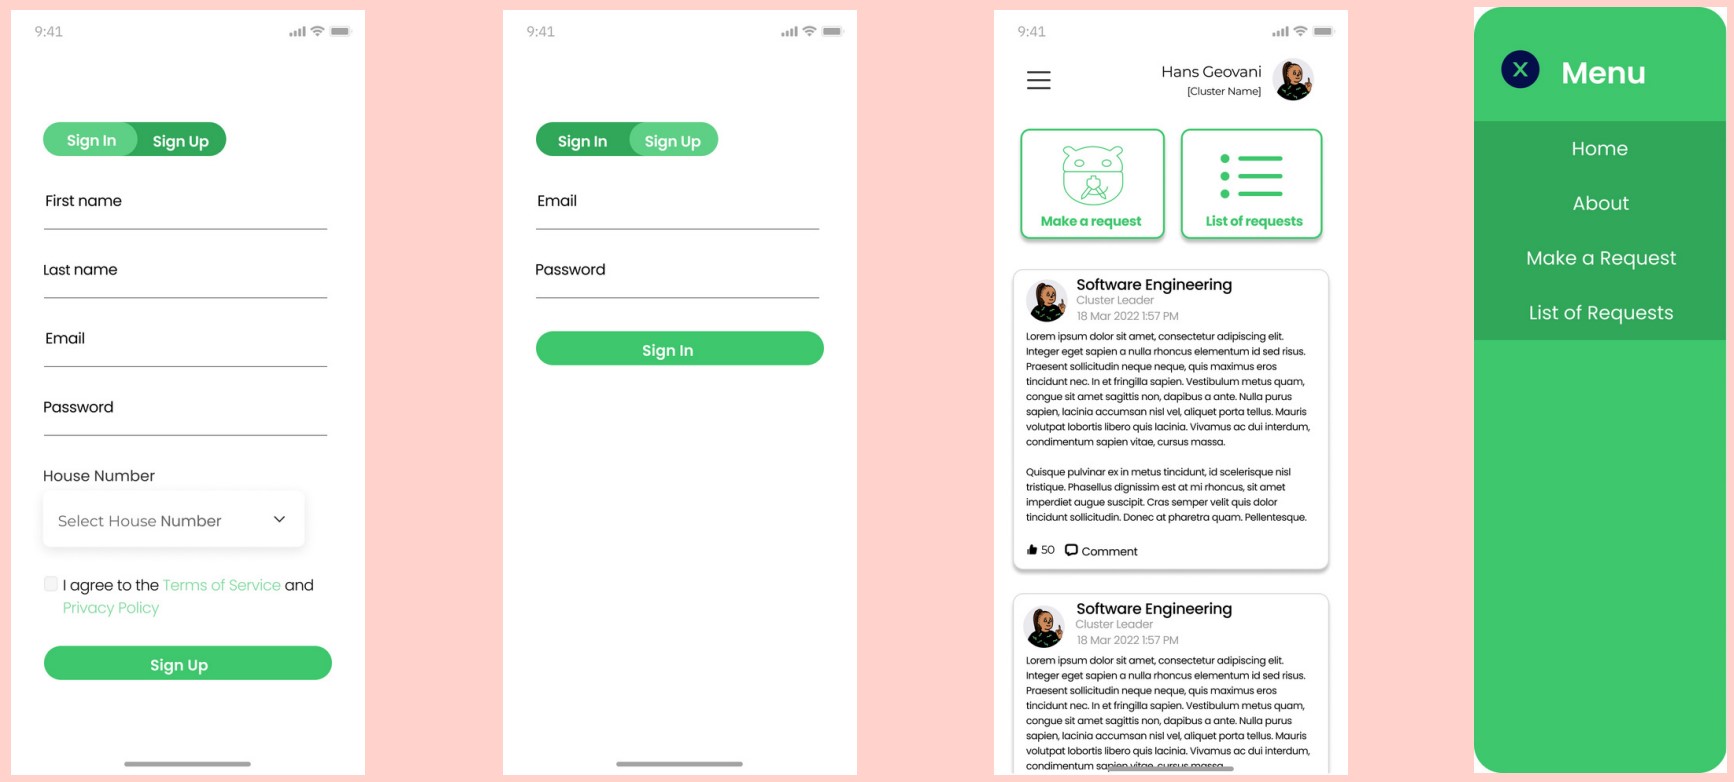 9:41
Sign In
Sign Up
First name
Last name
Email
Password
House Number
Select House Number
I agree to the Terms of Service and
Privacy Policy
Sign Up
9:41
Sign In
Sign Up
Email
Password
Sign In
9:41
Hans Geovani
[Cluster Name]
Make a request
List of requests
Software Engineering
Cluster Leader
18 Mar 2022 1:57 PM
Lorem ipsum dolor sit amet, consectetur adipiscing elit.
Integer eget sapien a nulla rhoncus elementum id sed risus.
Praesent sollicitudin neque neque, quis maximus eros
tincidunt nec. In et fringilla sapien. Vestibulum metus quam,
congue sit amet sagittis non, dapibus a ante. Nulla purus
sapien, lacinia accumsan nisl vel, aliquet porta tellus. Mauris
volutpat lobortis libero quis lacinia. Vivamus ac dui interdum,
condimentum sapien vitae, cursus massa.
Quisque pulvinar ex in metus tincidunt, id scelerisque nisl
tristique. Phasellus dignissim est at mi rhoncus, sit amet
imperdiet augue suscipit. Cras semper velit quis dolor
tincidunt sollicitudin. Donec at pharetra quam. Pellentesque.
50
Comment
Software Engineering
Cluster Leader
18 Mar 2022 1:57 PM
Lorem ipsum dolor sit amet, consectetur adipiscing elit.
Integer eget sapien a nulla rhoncus elementum id sed risus.
Praesent sollicitudin neque neque, quis maximus eros
tincidunt nec. In et fringilla sapien. Vestibulum metus quam,
congue sit amet sagittis non, dapibus a ante. Nulla purus
sapien, lacinia accumsan nisl vel, aliquet porta tellus. Mauris
volutpat lobortis libero quis lacinia. Vivamus ac dui interdum,
condimentum sapien vitae, cursus massa.
X
Menu
Home
About
Make a Request
List of Requests